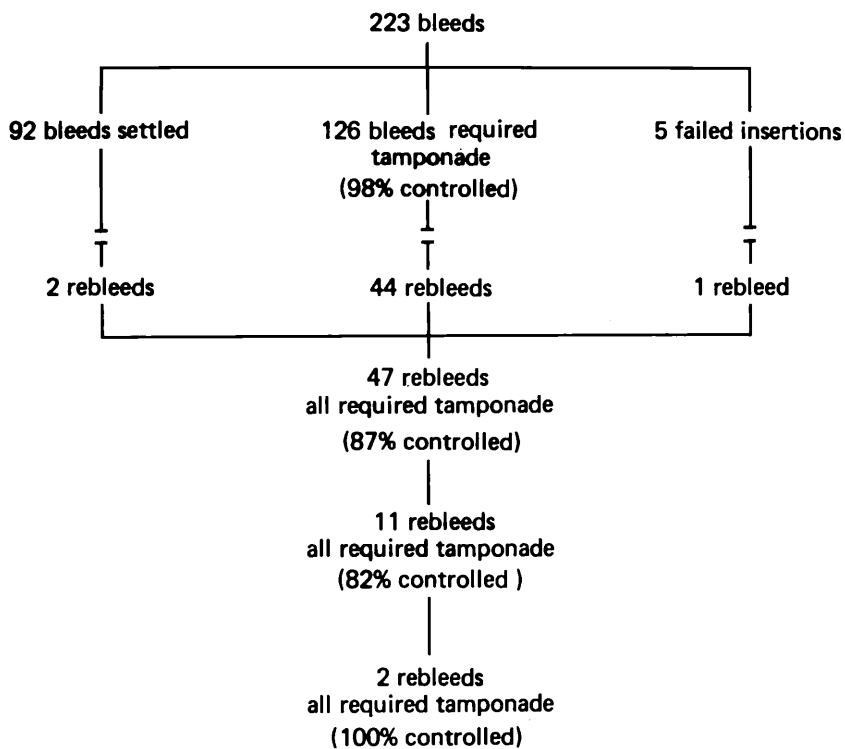 223 bleeds
92 bleeds settled
126 bleeds required
tamponade
(98% controlled)
5 failed insertions
2 rebleeds
44 rebleeds
1 rebleed
47 rebleeds
all required tamponade
(87% controlled)
11 rebleeds
all required tamponade
(82% controlled )
2 rebleeds
all required tamponade
(100% controlled)